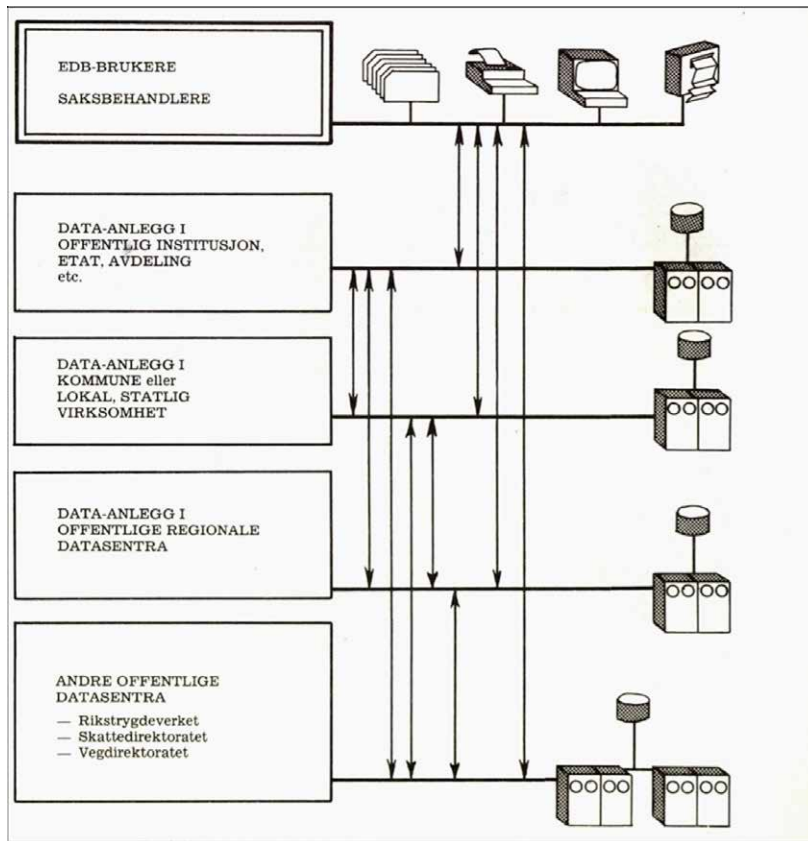 EDB-BRUKERE
SAKSBEHANDLERE
DATA-ANLEGG I
OFFENTLIG INSTITUSJON,
ETAT, AVDELING
etc.
DATA-ANLEGG I
KOMMUNE eller
LOKAL, STATLIG
VIRKSOMHET
DATA-ANLEGG I
OFFENTLIGE REGIONALE
DATASENTRA
ANDRE OFFENTLIGE
DATASENTRA
— Rikstrygdeverket
— Skattedirektoratet
— Vegdirektoratet